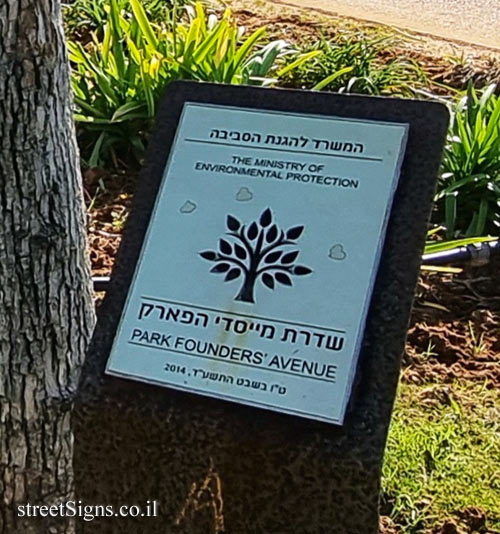 המשרד להגנת הסביבה
THE MINISTRY OF
ENVIRONMENTAL PROTECTION
שדרת מייסדי הפארק
PARK FOUNDERS' AVENUE
ט"ו בשבט התשע"ד, 2014
streetSigns.co.il